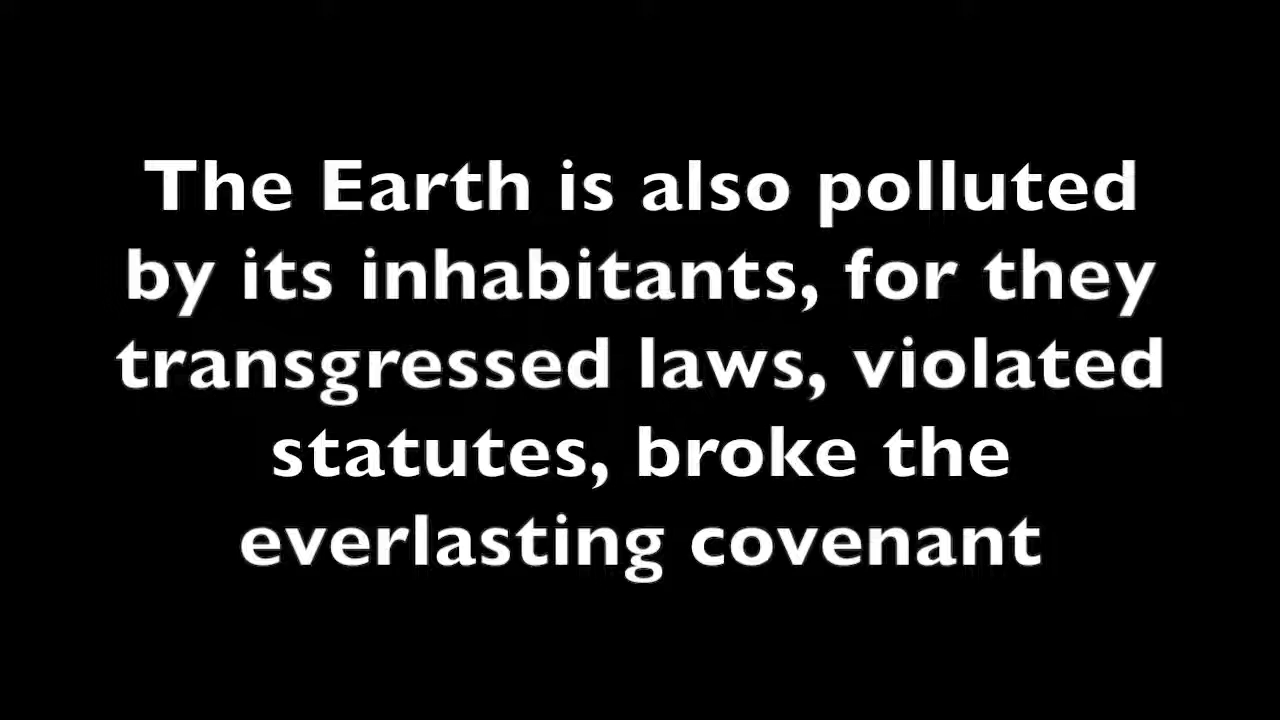 The Earth is also polluted
by its inhabitants, for they
transgressed laws, violated
statutes, broke the
everlasting covenant